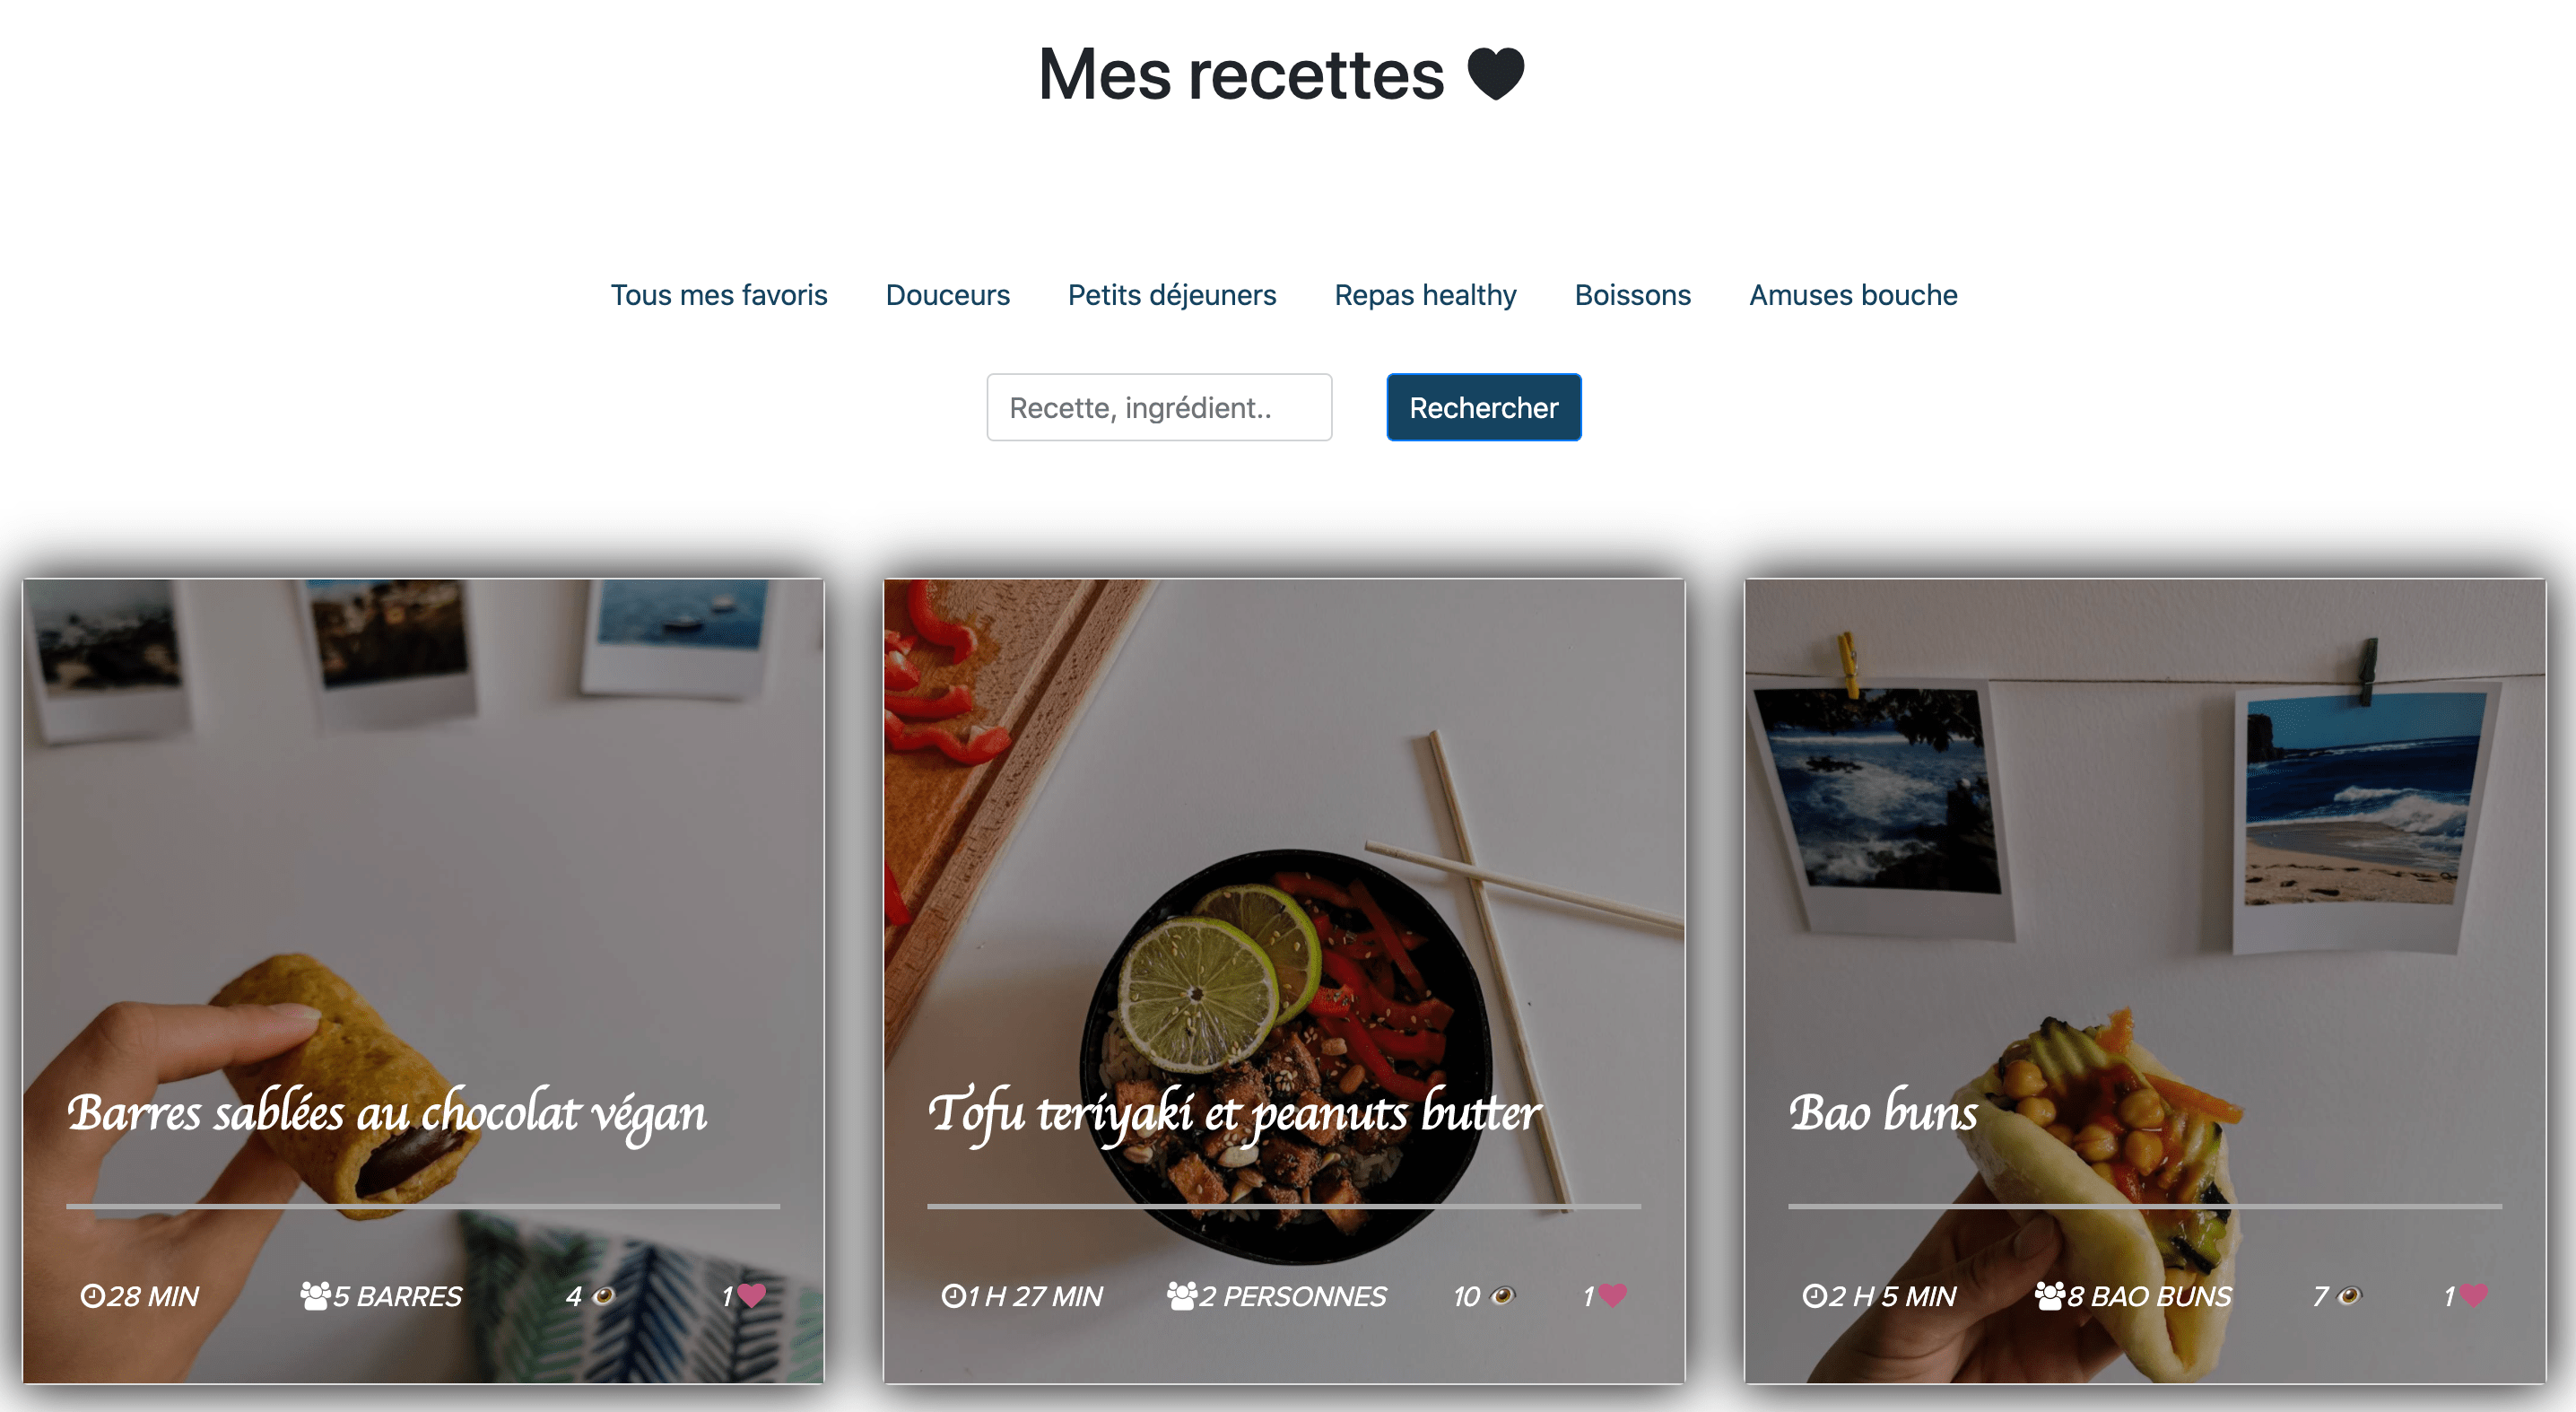 Mes recettes
Tous mes favoris Douceurs Petits déjeuners Repas healthy Boissons Amuses bouche
Recette, ingrédient.. Rechercher
Barres sablées au chocolat végan
28 MIN 5 BARRES 4 1
Tofu teriyaki et peanuts butter
1 H 27 MIN 2 PERSONNES 10 1
Bao buns
2 H 5 MIN 8 BAO BUNS 7 1